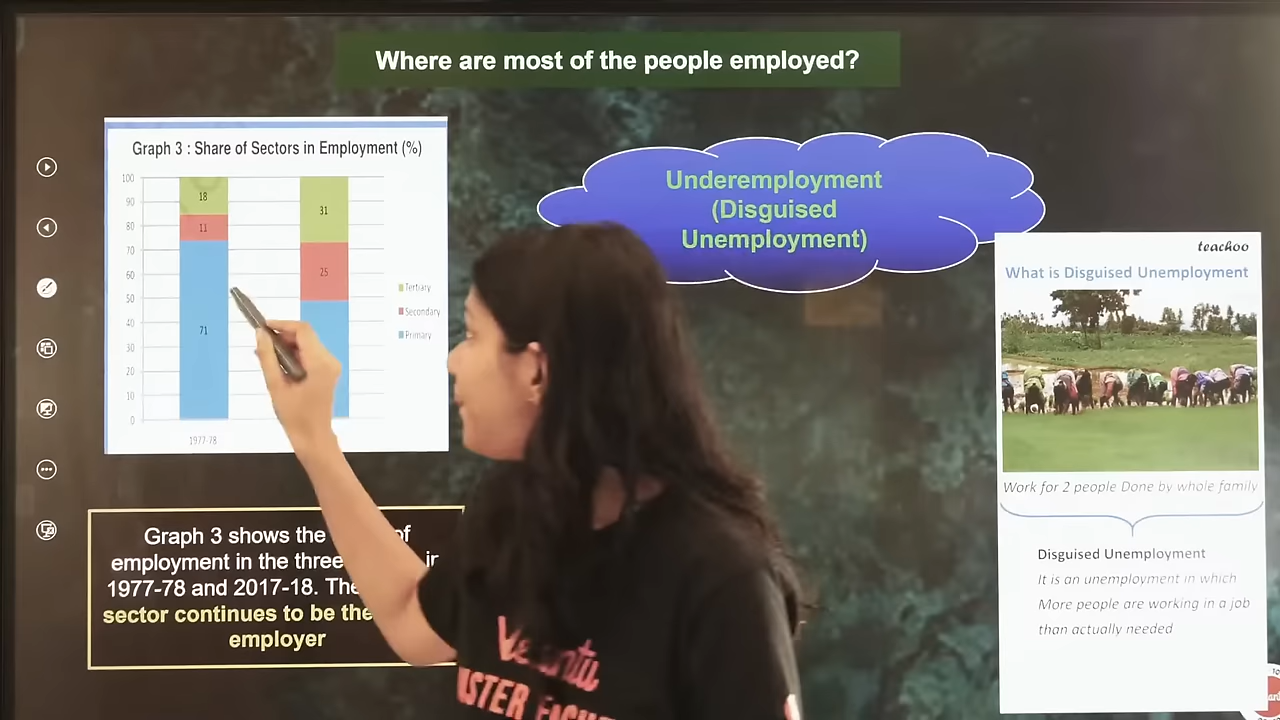 Where are most of the people employed?
Graph 3 : Share of Sectors in Employment (%)
100
90
80
70
60
50
40
30
20
10
0
18
11
71
31
25
Tertiary
Secondary
Primary
1977-78
Underemployment
(Disguised
Unemployment)
teachoo
What is Disguised Unemployment
Work for 2 people Done by whole family
Disguised Unemployment
It is an unemployment in which
More people are working in a job
than actually needed
Graph 3 shows the of
employment in the three
1977-78 and 2017-18. The
sector continues to be the
employer